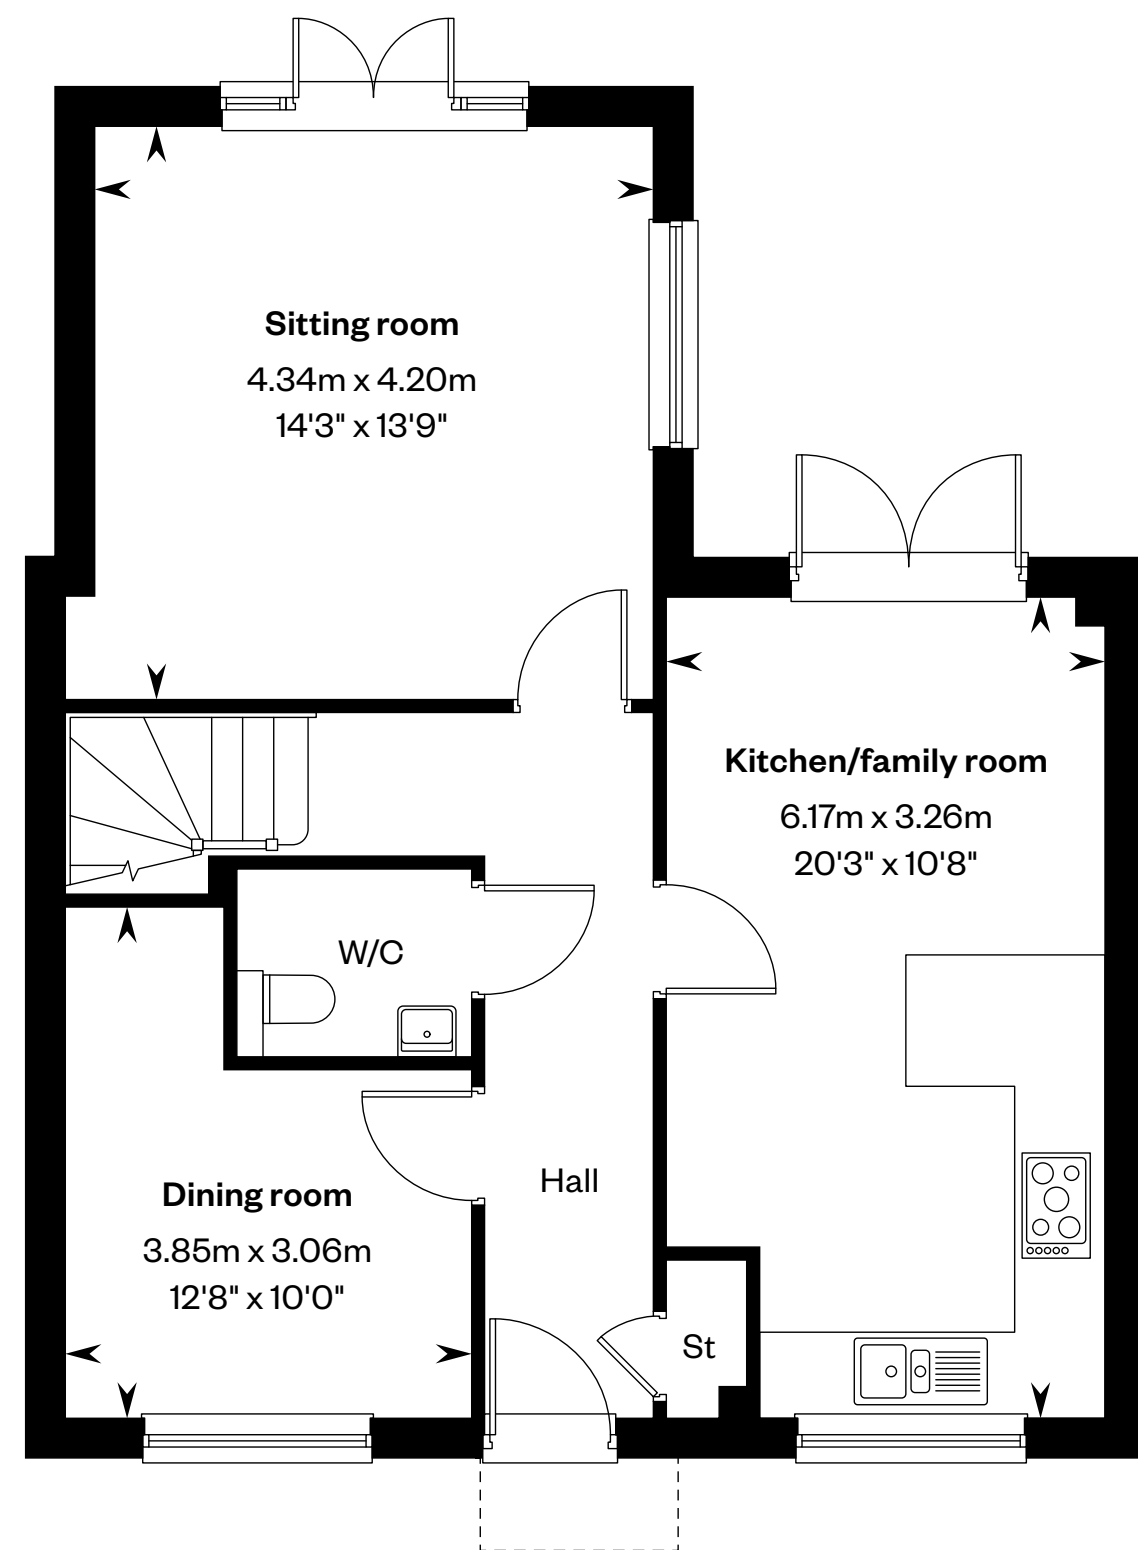 Sitting room
4.34m x 4.20m
14'3" x 13'9"
Kitchen/family room
6.17m x 3.26m
20'3" x 10'8"
W/C
Hall
Dining room
3.85m x 3.06m
12'8" x 10'0"
St